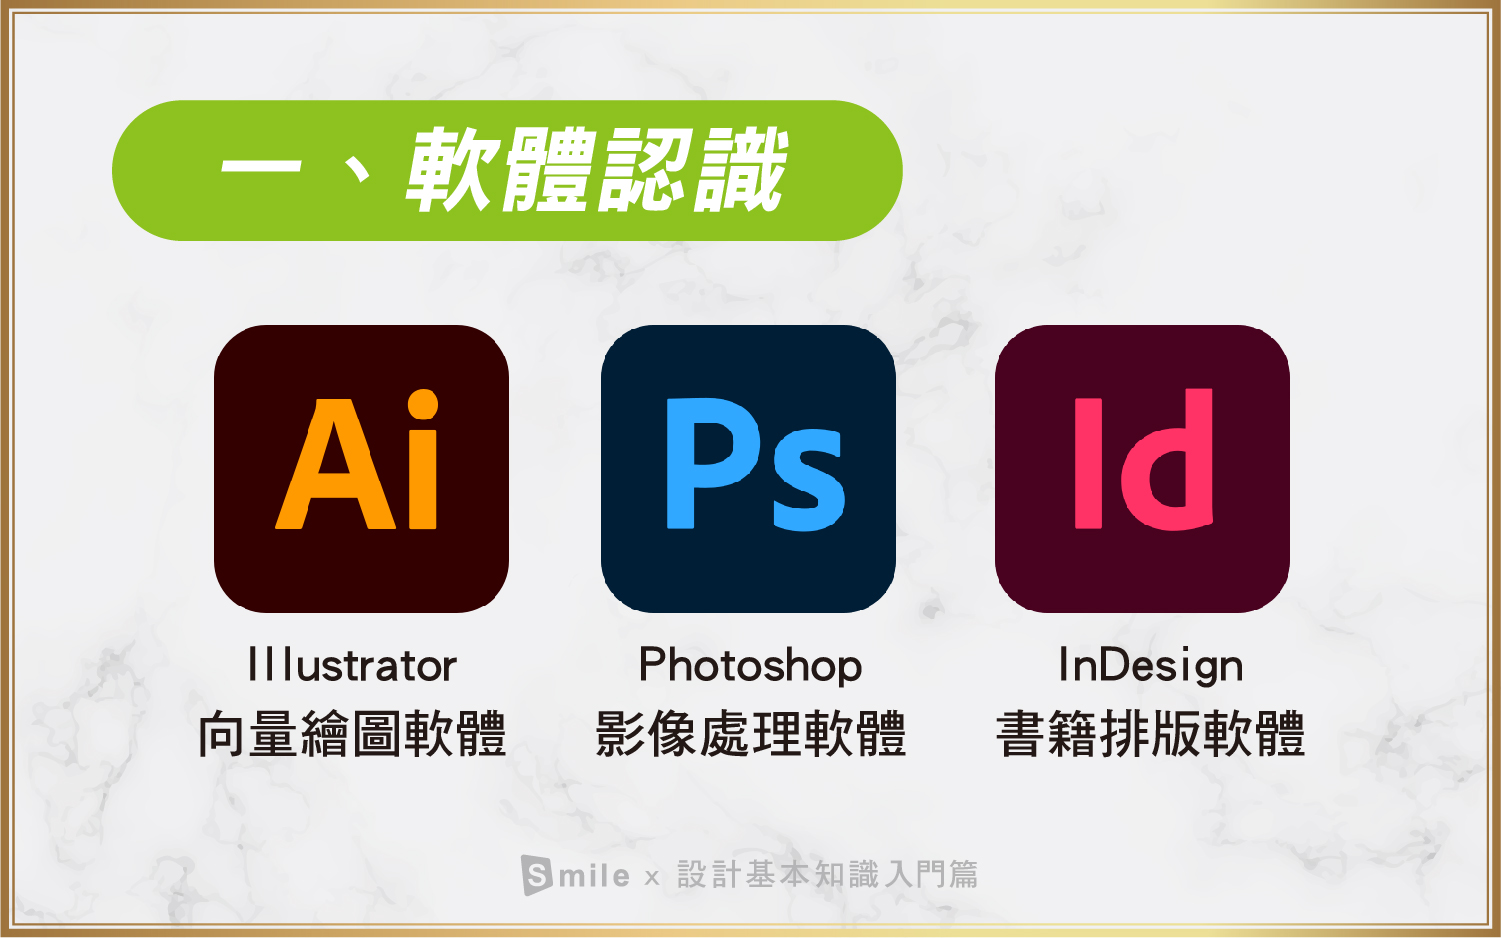 一、軟體認識
Ai
Ps
Id
Illustrator
Photoshop
InDesign
向量繪圖軟體
影像處理軟體
書籍排版軟體
Smile x 設計基本知識入門篇